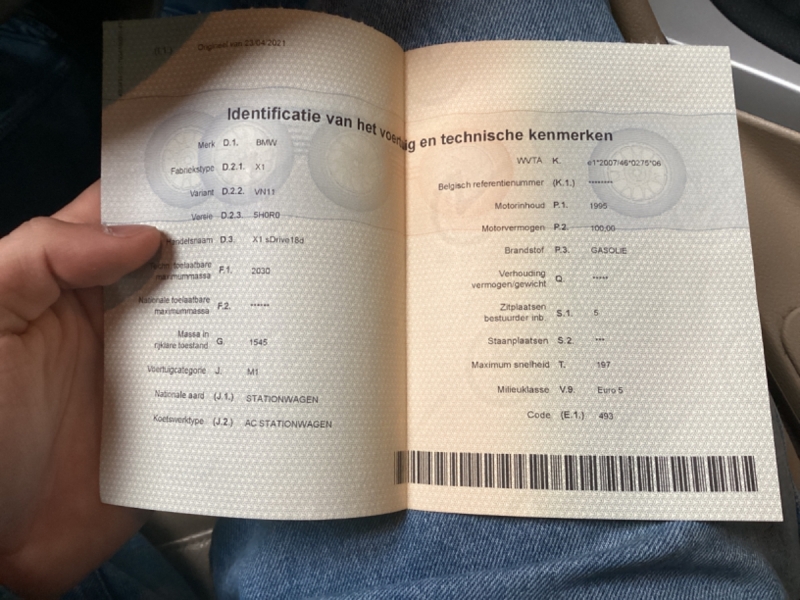 Origineel van 23/04/2021
Identificatie van het voertuig en technische kenmerken
Merk D.1. BMW
Fabriekstype D.2.1. X1
Variant D.2.2. VN11
Versie D.2.3. 5H0R0
Handelsnaam D.3. X1 sDrive18d
toelaatbare
maximummassa F.1. 2030
Nationale toelaatbare
maximummassa F.2. ******
Massa in
rijklare toestand G. 1545
Voertuigcategorie J. M1
Nationale aard (J.1.) STATIONWAGEN
Koetswerktype (J.2.) AC STATIONWAGEN
WVTA K. e1*2007/46*0275*06
Belgisch referentienummer (K.1.) ********
Motorinhoud P.1. 1995
Motorvermogen P.2. 100,00
Brandstof P.3. GASOLIE
Verhouding
vermogen/gewicht Q. *****
Zitplaatsen
bestuurder inb. S.1. 5
Staanplaatsen S.2. ***
Maximum snelheid T. 197
Milieuklasse V.9. Euro 5
Code (E.1.) 493